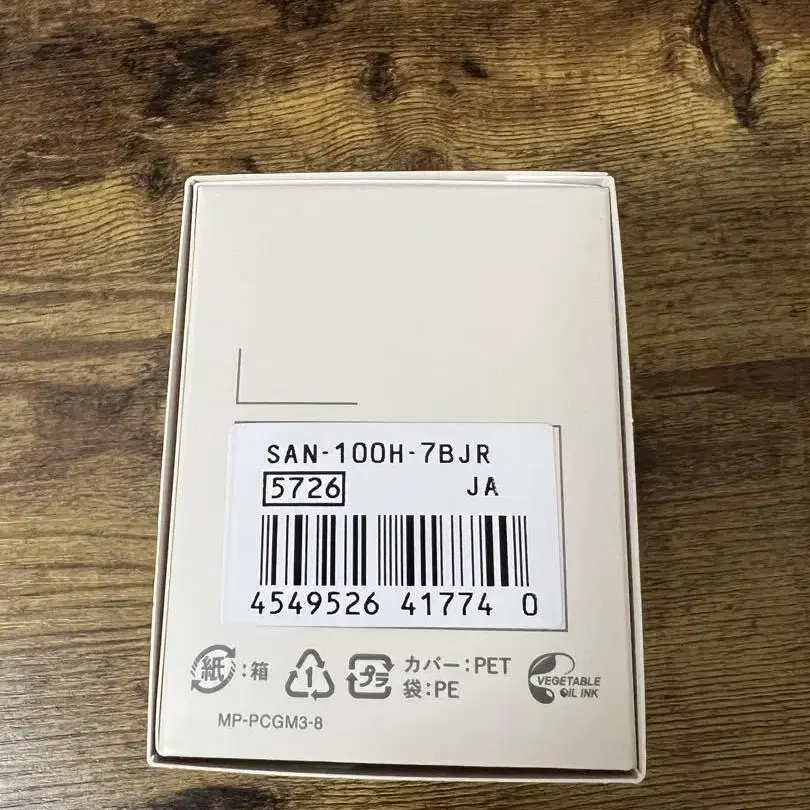 SAN-100H-7BJR
5726 JA
4549526 41774 0
紙:箱 1 プラ カバー:PET
袋:PE
VEGETABLE
OIL INK
MP-PCGM3-8